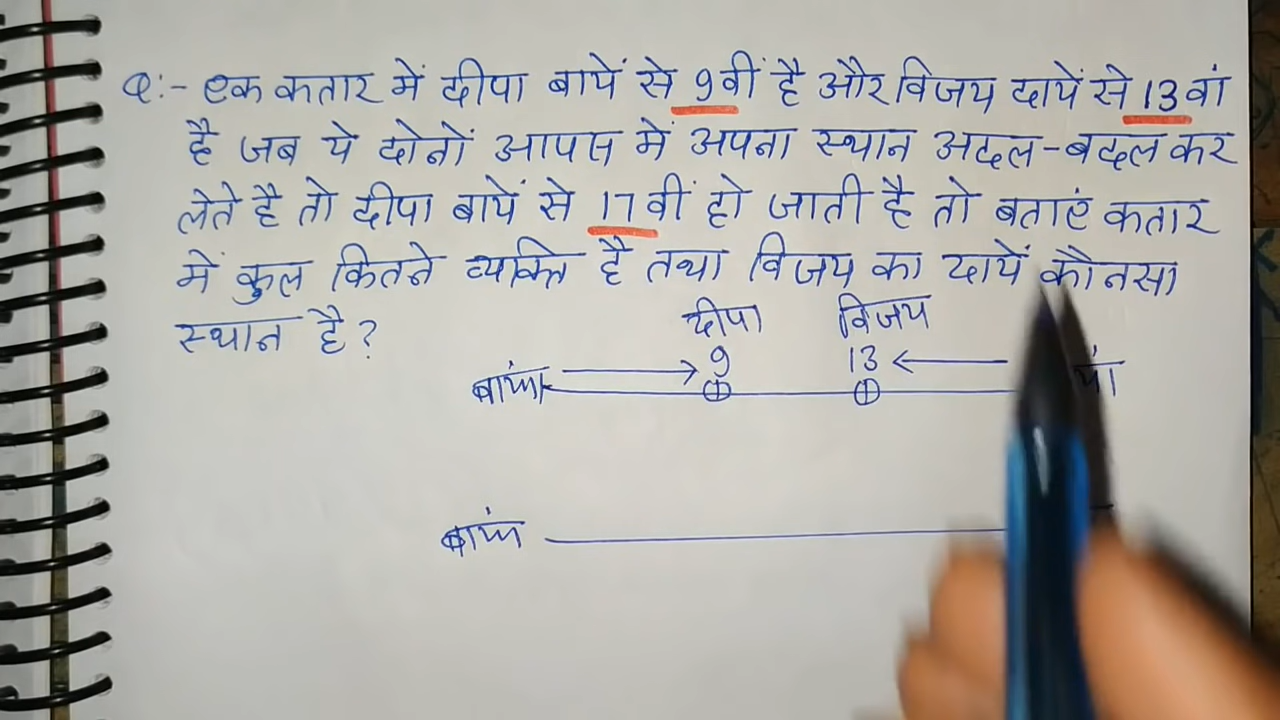 Q:- एक कतार में दीपा बायें से 9वीं है और विजय दायें से 13वां
है जब ये दोनों आपस में अपना स्थान अदल-बदल कर
लेते है तो दीपा बायें से 17वीं हो जाती है तो बताएं कतार
में कुल कितने व्यक्ति है तथा विजय का दायें कौनसा
स्थान है?
दीपा विजय
9 13
बायां
बायां